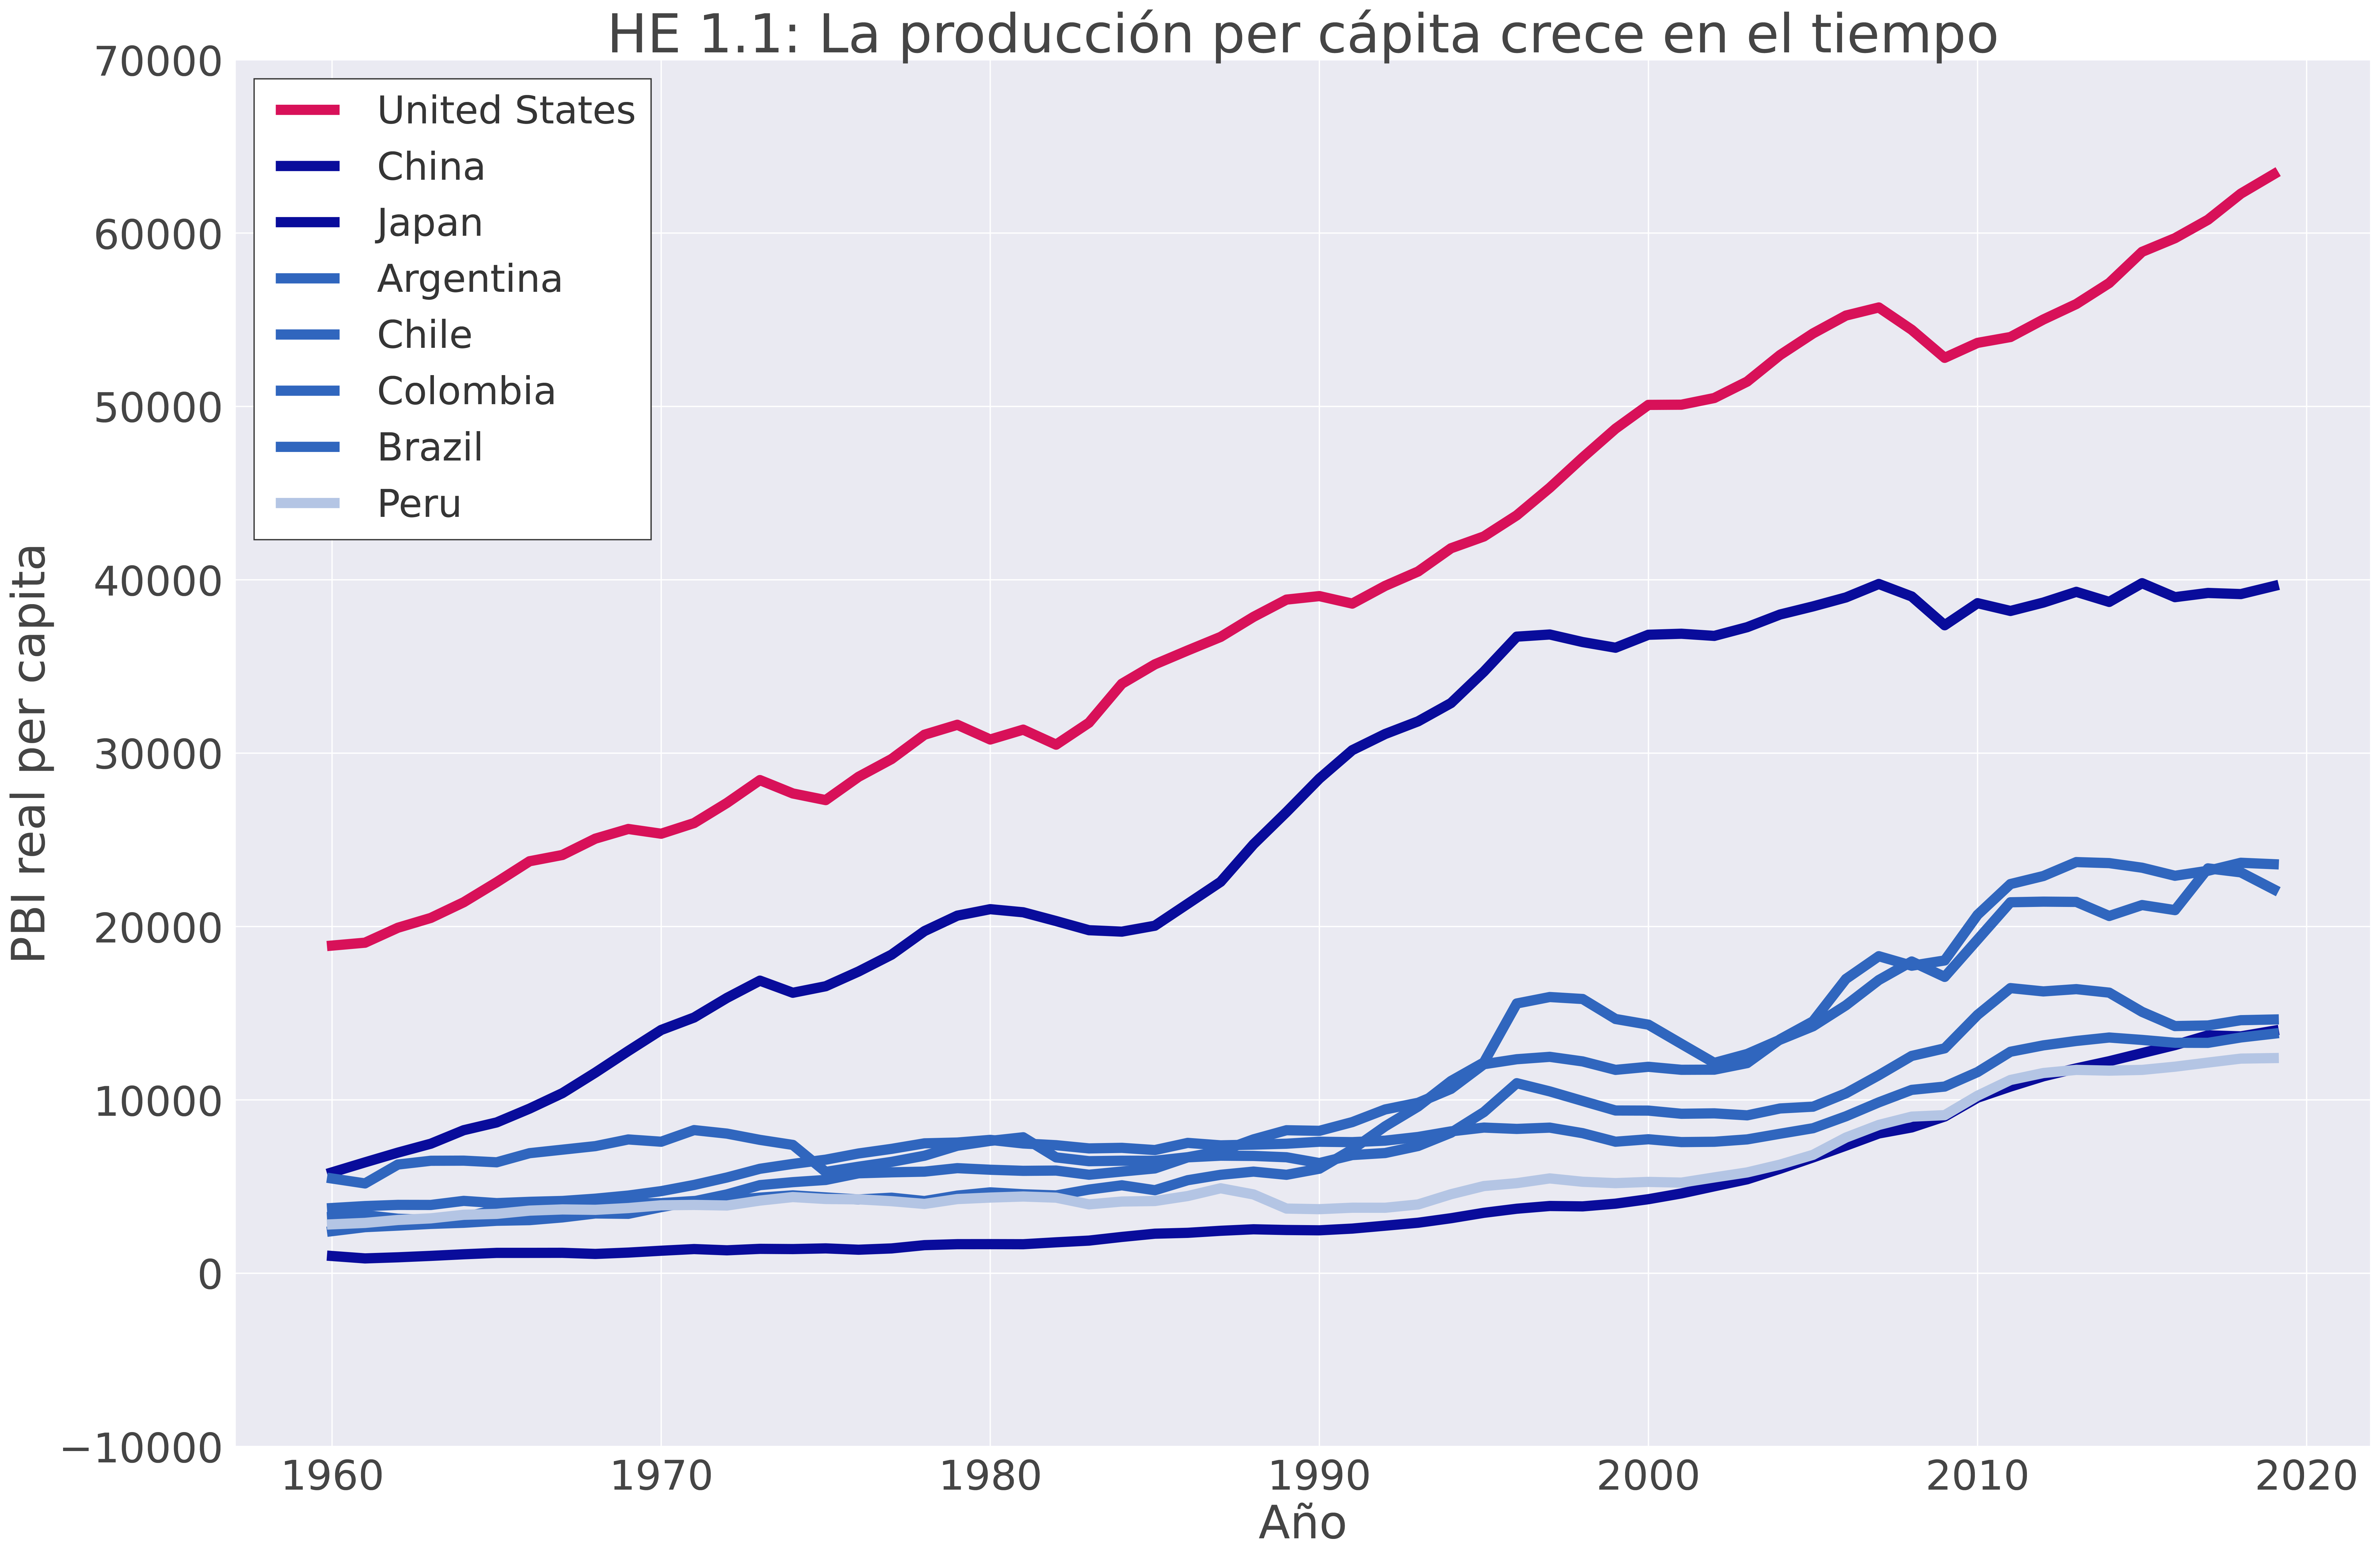 HE 1.1: La producción per cápita crece en el tiempo
United States
China
Japan
Argentina
Chile
Colombia
Brazil
Peru
PBI real per capita
70000
60000
50000
40000
30000
20000
10000
0
−10000
1960 1970 1980 1990 2000 2010 2020
Año